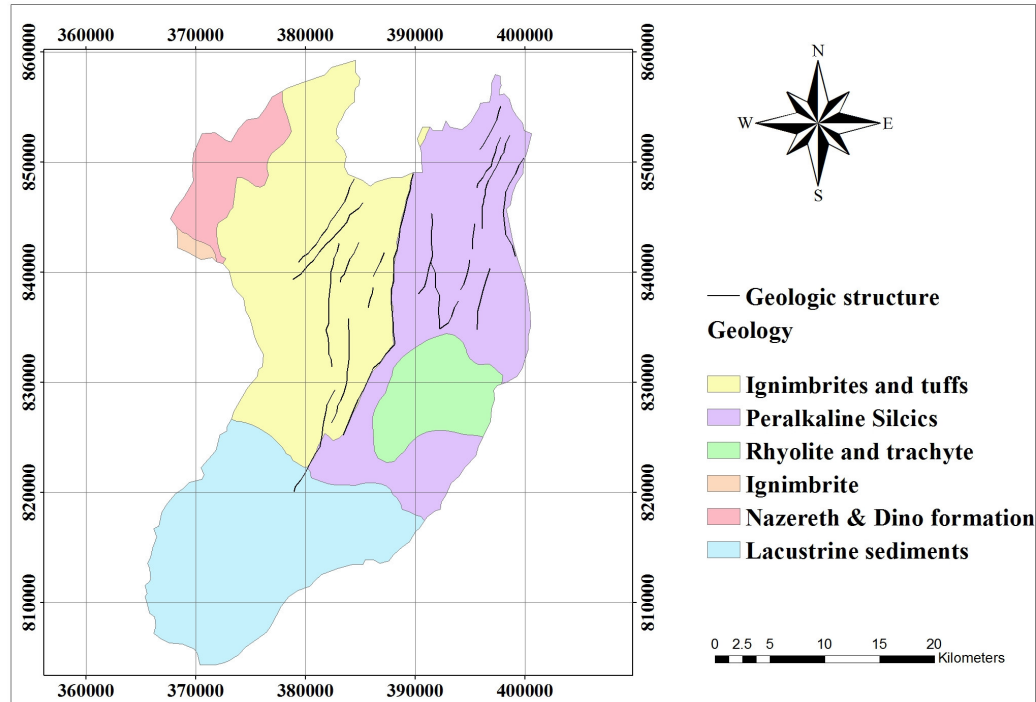 360000 370000 380000 390000 400000
860000
850000
840000
830000
820000
810000
860000
850000
840000
830000
820000
810000
360000 370000 380000 390000 400000
N
W E
S
Geologic structure
Geology
Ignimbrites and tuffs
Peralkaline Silcics
Rhyolite and trachyte
Ignimbrite
Nazereth & Dino formation
Lacustrine sediments
0 2.5 5 10 15 20
Kilometers